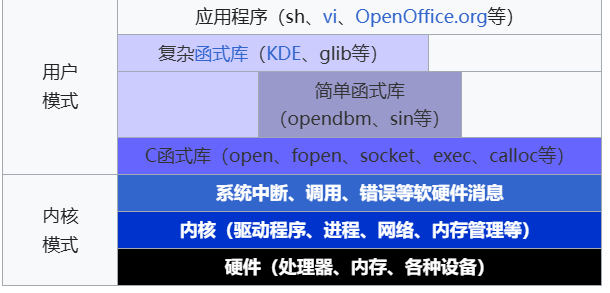 用户
模式
应用程序（sh、vi、OpenOffice.org等）
复杂函式库（KDE、glib等）
简单函式库
（opendbm、sin等）
C函式库（open、fopen、socket、exec、calloc等）
内核
模式
系统中断、调用、错误等软硬件消息
内核（驱动程序、进程、网络、内存管理等）
硬件（处理器、内存、各种设备）